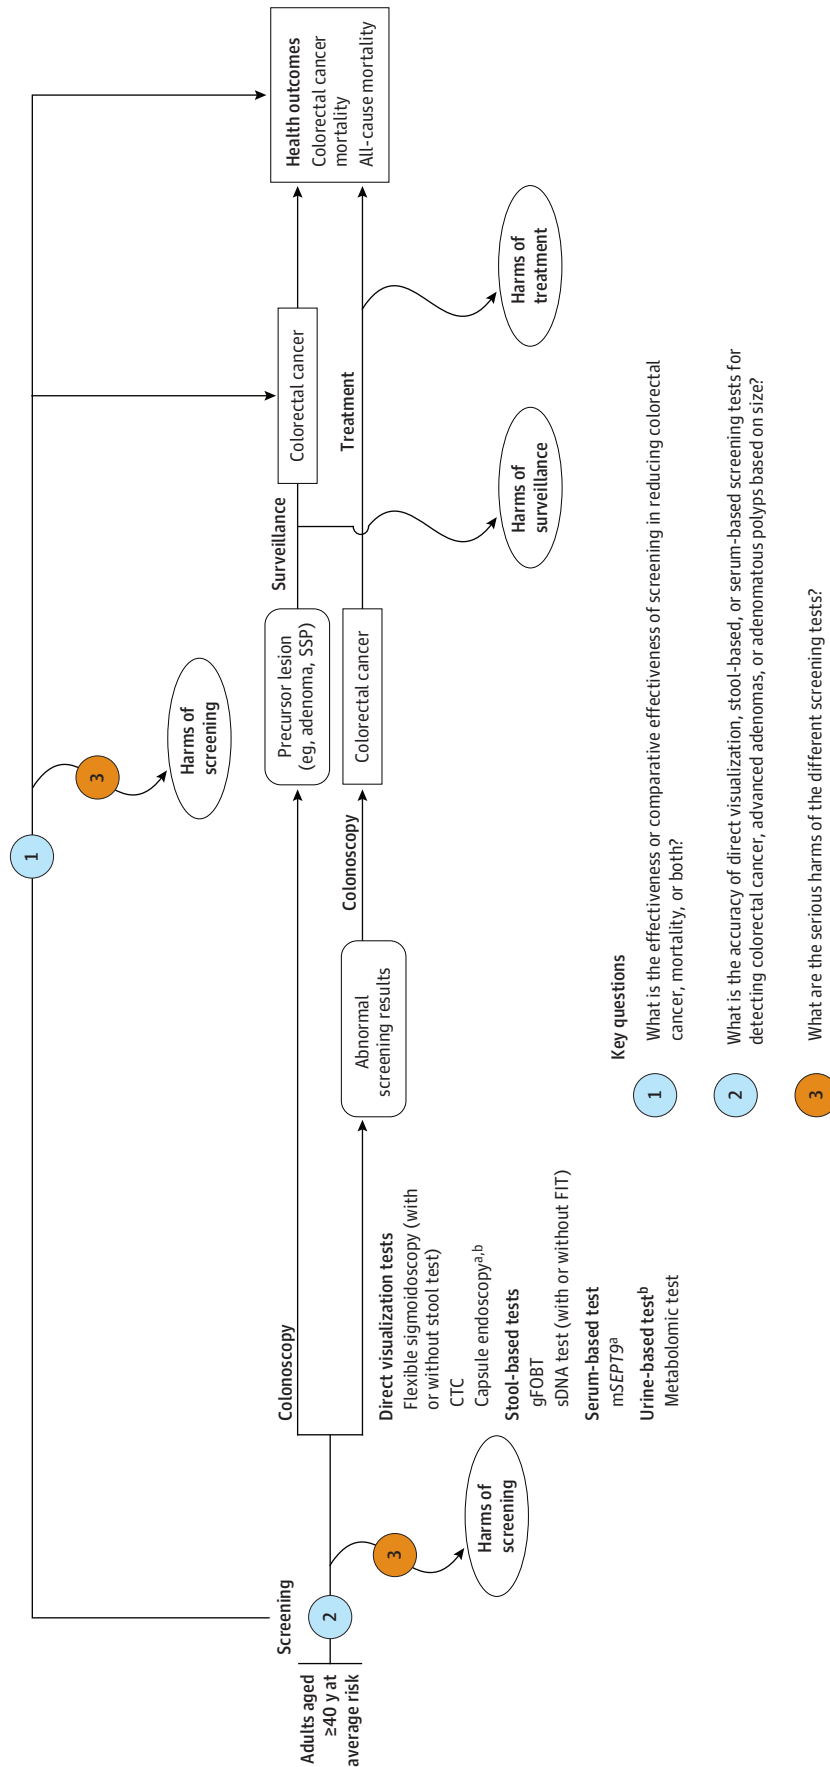 1
3
Harms of
screening
Health outcomes
Colorectal cancer
mortality
All-cause mortality
Adults aged
≥40 y at
average risk
Screening
2
3
Harms of
screening
Colonoscopy
Direct visualization tests
Flexible sigmoidoscopy (with
or without stool test)
CTC
Capsule endoscopya,b
Stool-based tests
gFOBT
sDNA test (with or without FIT)
Serum-based test
mSEPT9a
Urine-based testb
Metabolomic test
Abnormal
screening results
Colonoscopy
Precursor lesion
(eg, adenoma, SSP)
Colorectal cancer
Surveillance
Colorectal cancer
Treatment
Harms of
surveillance
Harms of
treatment
Key questions
1
What is the effectiveness or comparative effectiveness of screening in reducing colorectal
cancer, mortality, or both?
2
What is the accuracy of direct visualization, stool-based, or serum-based screening tests for
detecting colorectal cancer, advanced adenomas, or adenomatous polyps based on size?
3
What are the serious harms of the different screening tests?